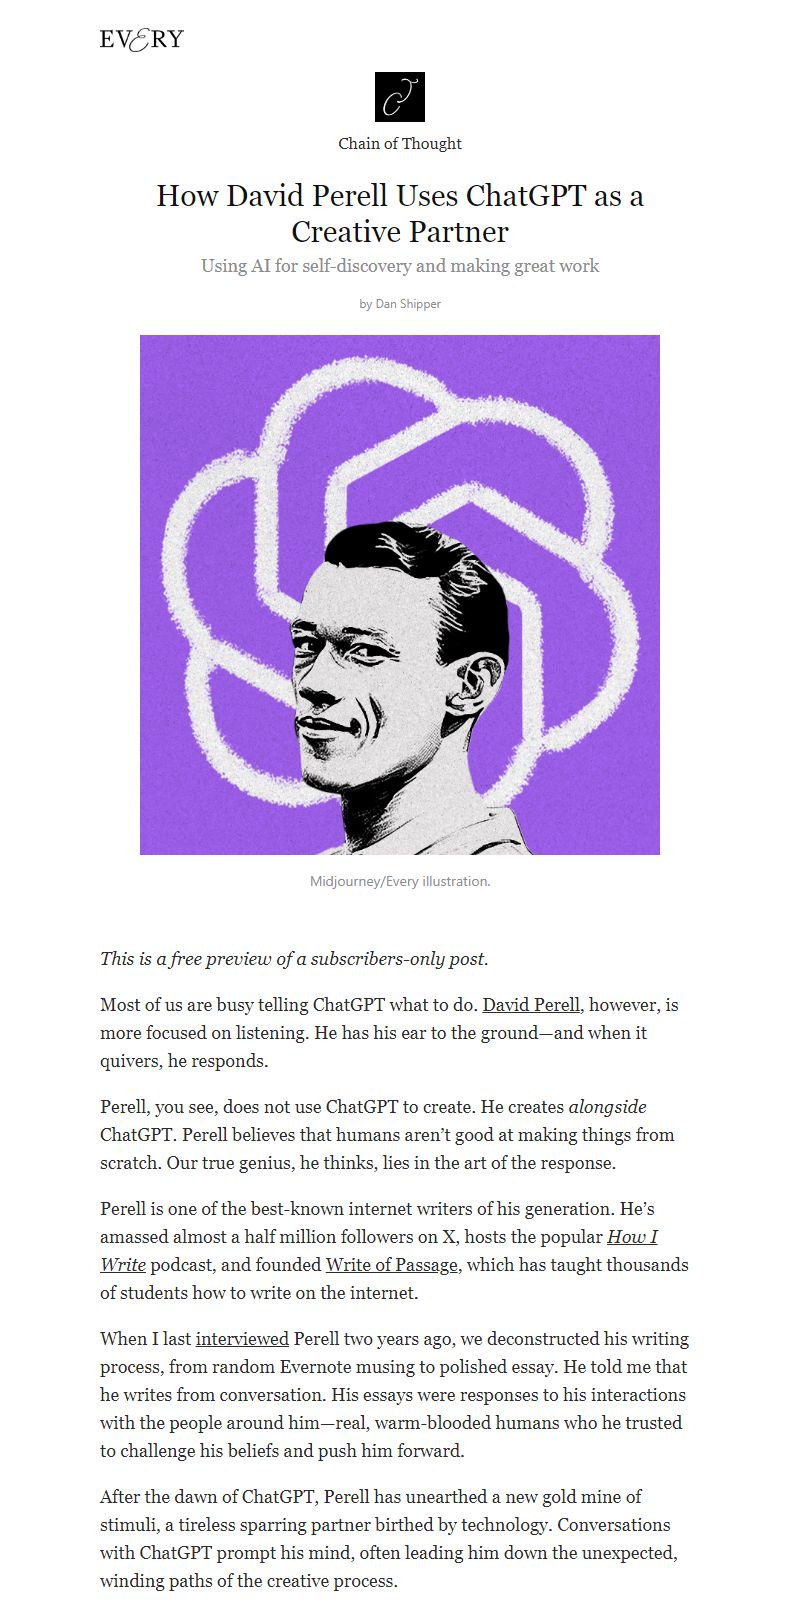 EVERY
Chain of Thought
How David Perell Uses ChatGPT as a
Creative Partner
Using AI for self-discovery and making great work
by Dan Shipper
Midjourney/Every illustration.
This is a free preview of a subscribers-only post.
Most of us are busy telling ChatGPT what to do. David Perell, however, is
more focused on listening. He has his ear to the ground—and when it
quivers, he responds.
Perell, you see, does not use ChatGPT to create. He creates alongside
ChatGPT. Perell believes that humans aren’t good at making things from
scratch. Our true genius, he thinks, lies in the art of the response.
Perell is one of the best-known internet writers of his generation. He’s
amassed almost a half million followers on X, hosts the popular How I
Write podcast, and founded Write of Passage, which has taught thousands
of students how to write on the internet.
When I last interviewed Perell two years ago, we deconstructed his writing
process, from random Evernote musing to polished essay. He told me that
he writes from conversation. His essays were responses to his interactions
with the people around him—real, warm-blooded humans who he trusted
to challenge his beliefs and push him forward.
After the dawn of ChatGPT, Perell has unearthed a new gold mine of
stimuli, a tireless sparring partner birthed by technology. Conversations
with ChatGPT prompt his mind, often leading him down the unexpected,
winding paths of the creative process.